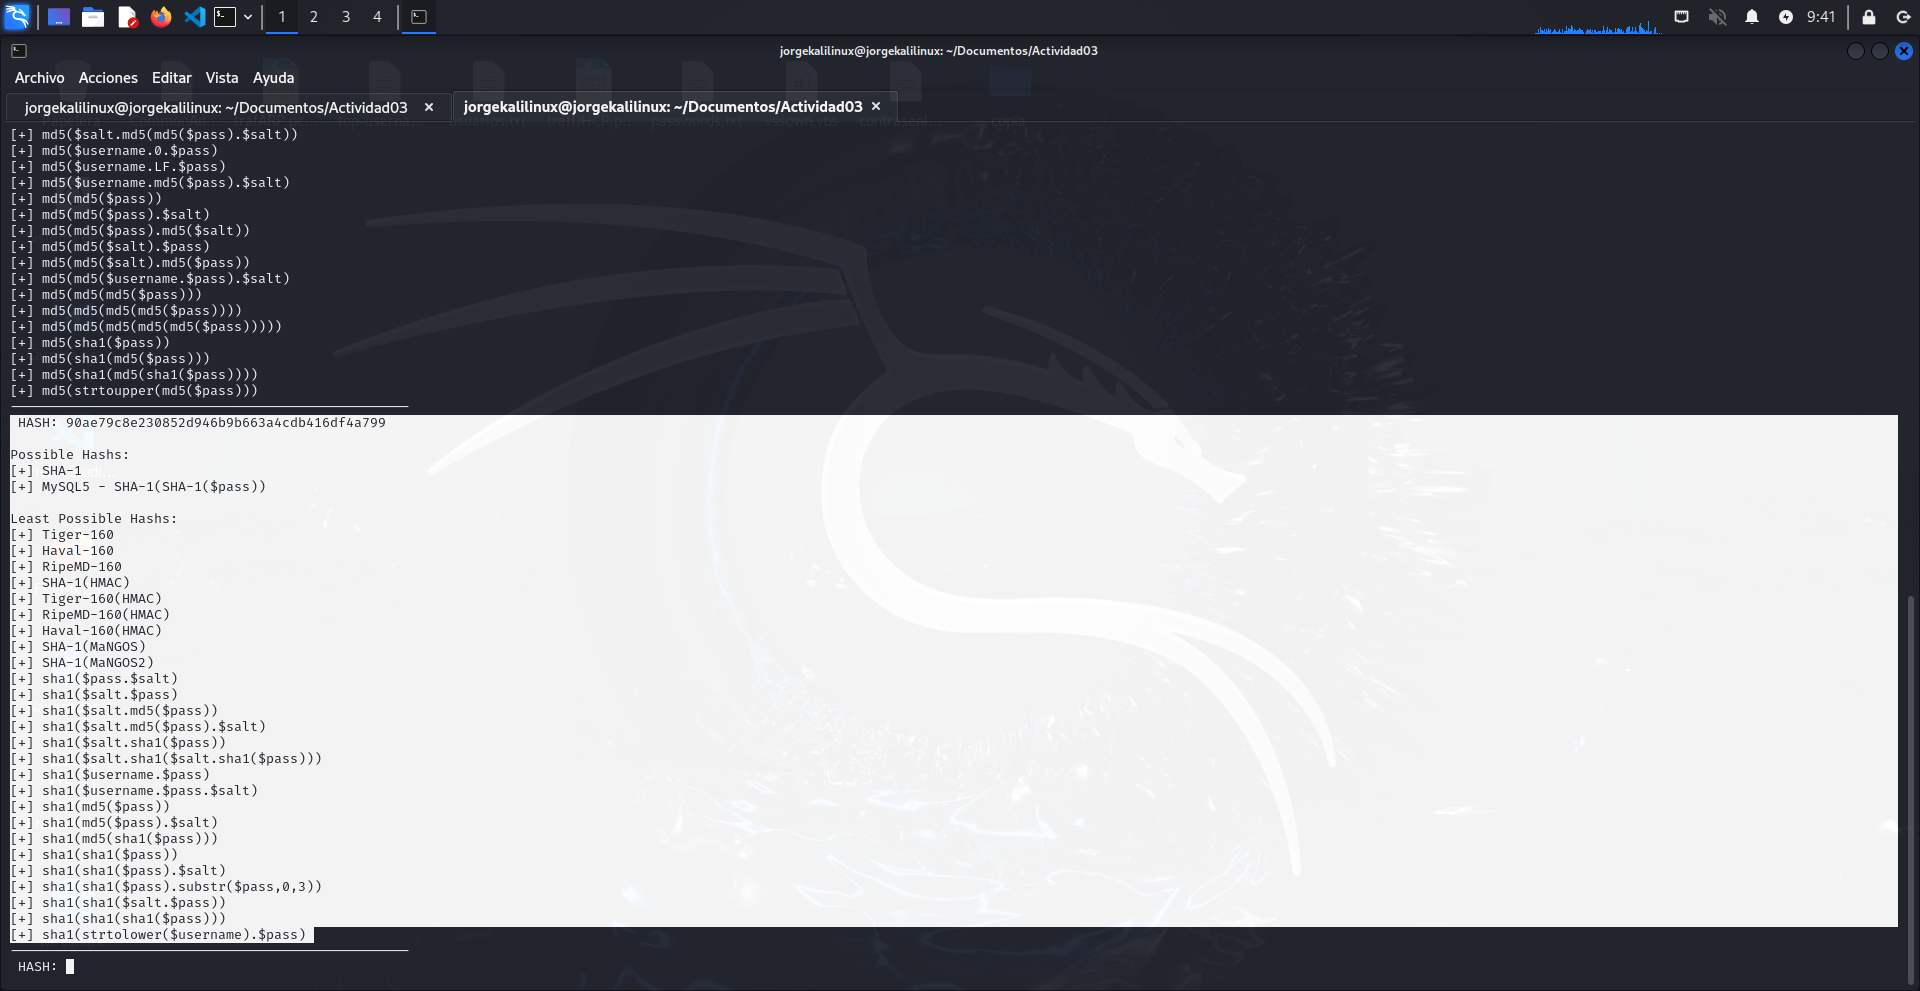 1 2 3 4
9:41
jorgekalilinux@jorgekalilinux: ~/Documentos/Actividad03
Archivo Acciones Editar Vista Ayuda
jorgekalilinux@jorgekalilinux: ~/Documentos/Actividad03 × jorgekalilinux@jorgekalilinux: ~/Documentos/Actividad03 ×
[+] md5($salt.md5(md5($pass).$salt))
[+] md5($username.0.$pass)
[+] md5($username.LF.$pass)
[+] md5($username.md5($pass).$salt)
[+] md5(md5($pass))
[+] md5(md5($pass).$salt)
[+] md5(md5($pass).md5($salt))
[+] md5(md5($salt).$pass)
[+] md5(md5($salt).md5($pass))
[+] md5(md5($username.$pass).$salt)
[+] md5(md5(md5($pass)))
[+] md5(md5(md5(md5($pass))))
[+] md5(md5(md5(md5(md5($pass)))))
[+] md5(sha1($pass))
[+] md5(sha1(md5($pass)))
[+] md5(sha1(md5(sha1($pass))))
[+] md5(strtoupper(md5($pass)))
HASH: 90ae79c8e230852d946b9b663a4cdb416df4a799
Possible Hashs:
[+] SHA-1
[+] MySQL5 - SHA-1(SHA-1($pass))
Least Possible Hashs:
[+] Tiger-160
[+] Haval-160
[+] RipeMD-160
[+] SHA-1(HMAC)
[+] Tiger-160(HMAC)
[+] RipeMD-160(HMAC)
[+] Haval-160(HMAC)
[+] SHA-1(MaNGOS)
[+] SHA-1(MaNGOS2)
[+] sha1($pass.$salt)
[+] sha1($salt.$pass)
[+] sha1($salt.md5($pass))
[+] sha1($salt.md5($pass).$salt)
[+] sha1($salt.sha1($pass))
[+] sha1($salt.sha1($salt.sha1($pass)))
[+] sha1($username.$pass)
[+] sha1($username.$pass.$salt)
[+] sha1(md5($pass))
[+] sha1(md5($pass).$salt)
[+] sha1(md5(sha1($pass)))
[+] sha1(sha1($pass))
[+] sha1(sha1($pass).$salt)
[+] sha1(sha1($pass).substr($pass,0,3))
[+] sha1(sha1($salt.$pass))
[+] sha1(sha1(sha1($pass)))
[+] sha1(strtolower($username).$pass)
HASH: